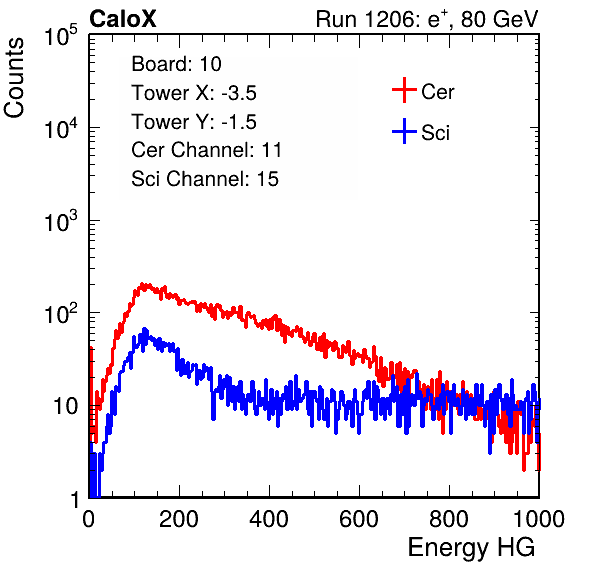 CaloX Run 1206: e⁺, 80 GeV
Counts
10⁵
10⁴
10³
10²
10
1
Board: 10
Tower X: -3.5
Tower Y: -1.5
Cer Channel: 11
Sci Channel: 15
Cer
Sci
0 200 400 600 800 1000
Energy HG